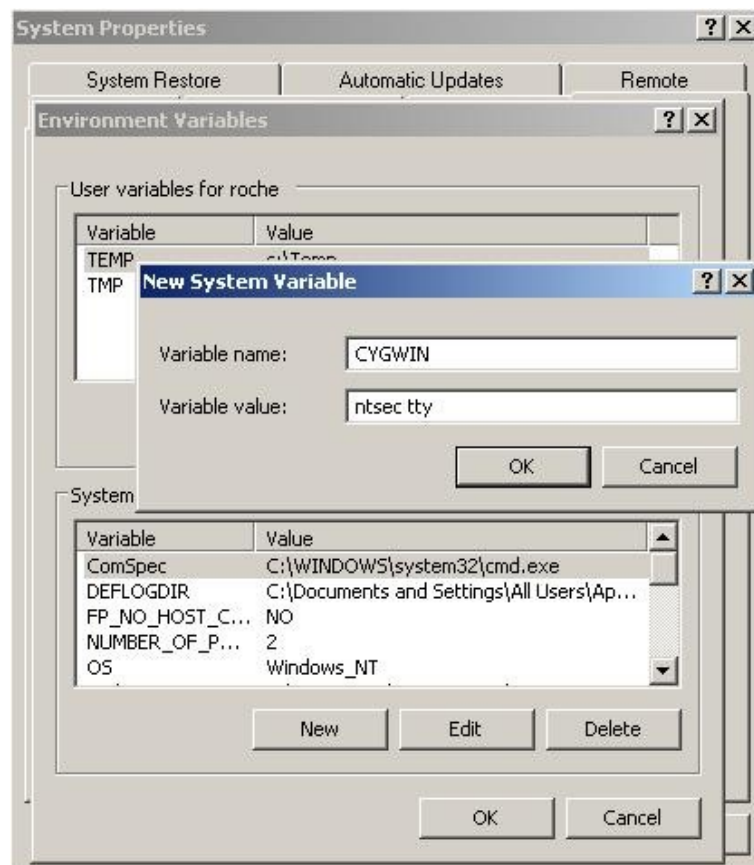 System Properties
System Restore Automatic Updates Remote
Environment Variables
User variables for roche
Variable Value
TEMP c:\Temp
TMP
New System Variable
Variable name: CYGWIN
Variable value: ntsec tty
OK Cancel
System
Variable Value
ComSpec C:\WINDOWS\system32\cmd.exe
DEFLOGDIR C:\Documents and Settings\All Users\Ap...
FP_NO_HOST_C... NO
NUMBER_OF_P... 2
OS Windows_NT
New Edit Delete
OK Cancel